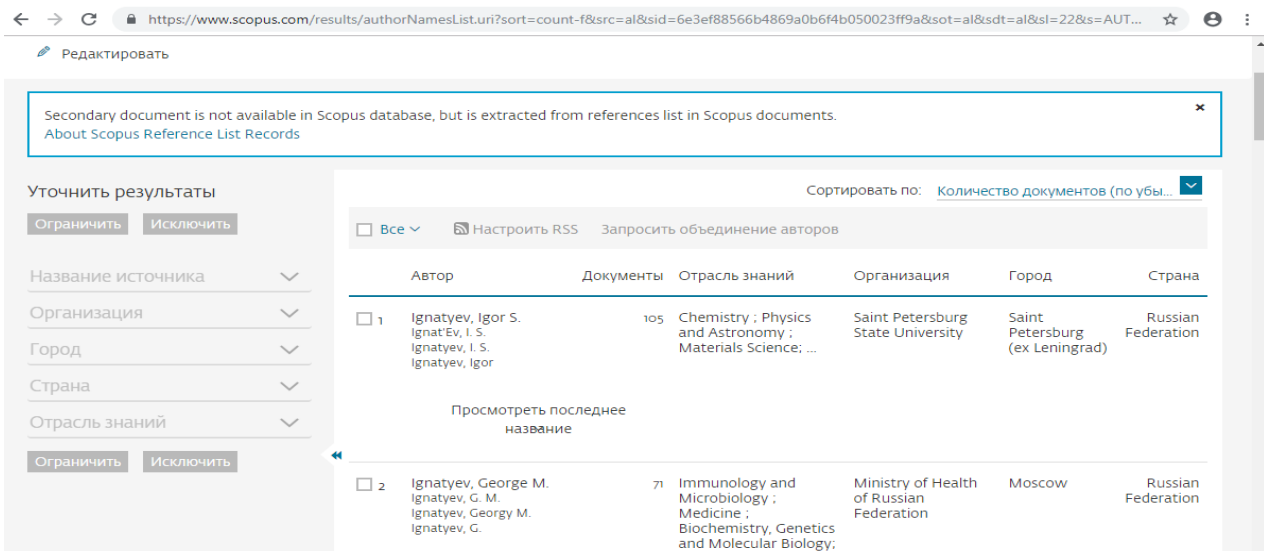 https://www.scopus.com/results/authorNamesList.uri?sort=count-f&src=al&sid=6e3ef88566b4869a0b6f4b050023ff9a&sot=al&sdt=al&sl=22&s=AUT...
Редактировать
Secondary document is not available in Scopus database, but is extracted from references list in Scopus documents.
About Scopus Reference List Records
Уточнить результаты
Ограничить Исключить
Название источника
Организация
Город
Страна
Отрасль знаний
Ограничить Исключить
Сортировать по: Количество документов (по убы...
Все Настроить RSS Запросить объединение авторов
Автор Документы Отрасль знаний Организация Город Страна
1 Ignatyev, Igor S. 105 Chemistry ; Physics Saint Petersburg Saint Russian
Ignat'Ev, I. S. and Astronomy ; State University Petersburg Federation
Ignatyev, I. S. Materials Science; ... (ex Leningrad)
Ignatyev, Igor
Просмотреть последнее
название
2 Ignatyev, George M. 71 Immunology and Ministry of Health Moscow Russian
Ignatyev, G. M. Microbiology ; of Russian Federation
Ignatyev, Georgy M. Medicine ; Federation
Ignatyev, G. Biochemistry, Genetics
and Molecular Biology;